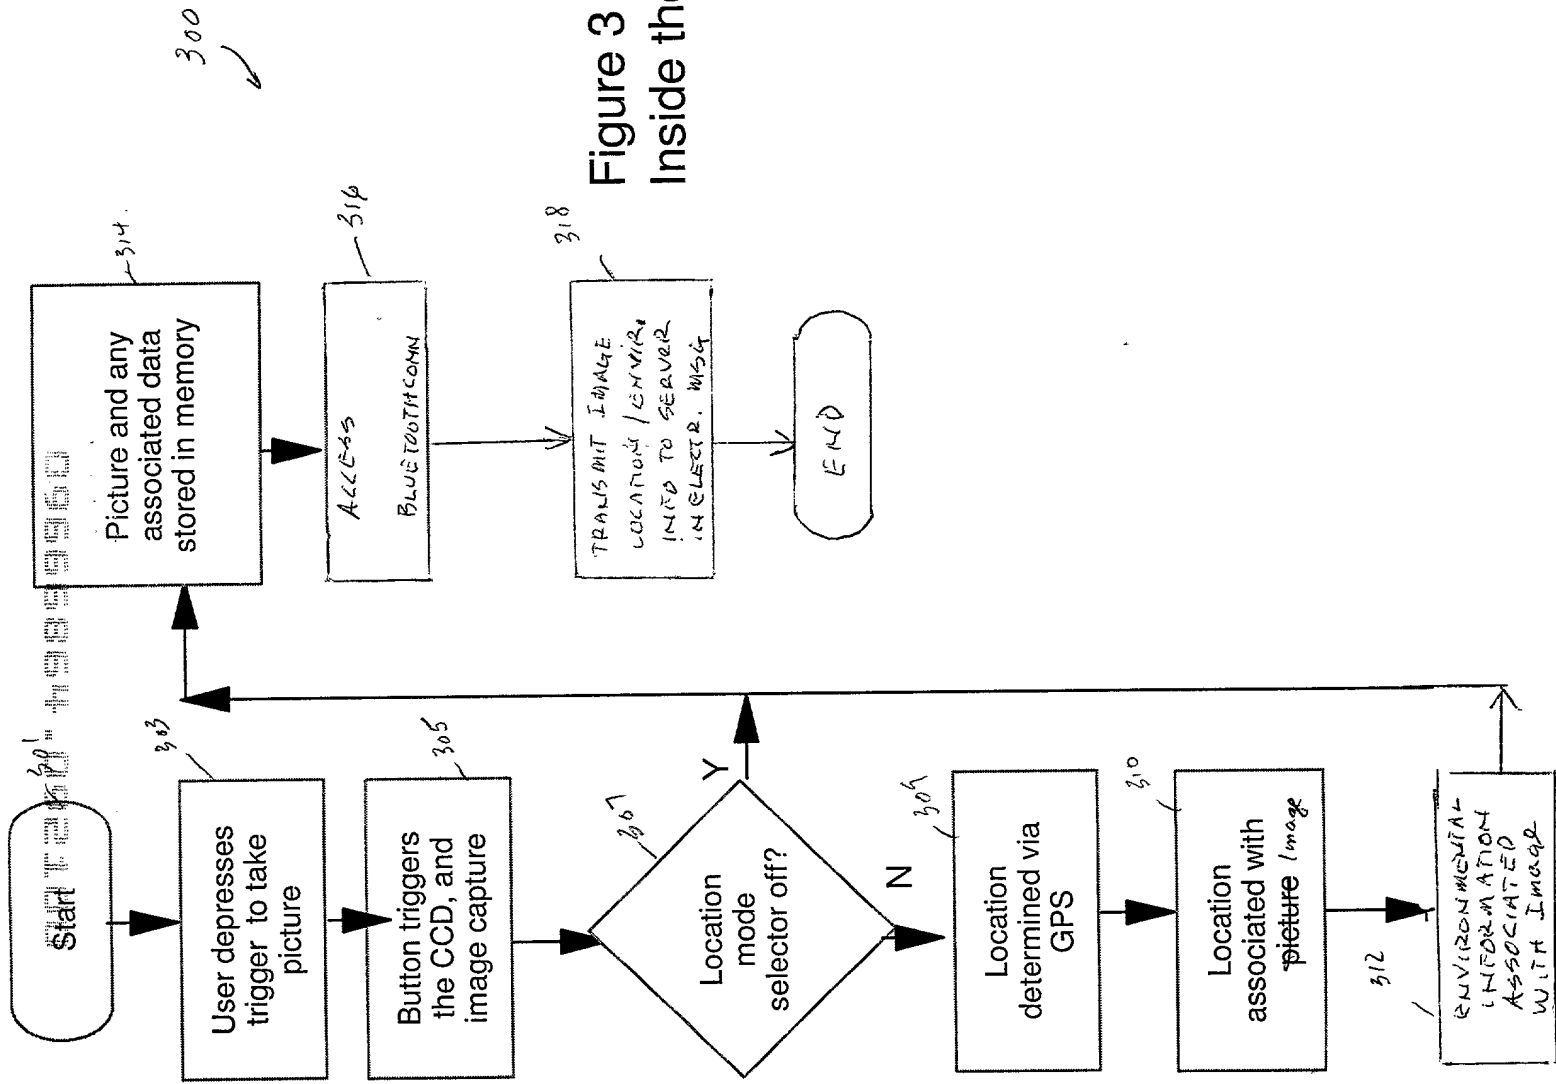 300
Figure 3
Inside the
301
Start
303
User depresses
trigger to take
picture
305
Button triggers
the CCD, and
image capture
307
Location
mode
selector off?
Y
N
309
Location
determined via
GPS
310
Location
associated with
picture Image
312
ENVIRONMENTAL
INFORMATION
ASSOCIATED
WITH Image
314.
Picture and any
associated data
stored in memory
316
ACCESS
BLUETOOTH COMN
318
TRANSMIT IMAGE
LOCATION / ENVIR.
INFO TO SERVER
IN ELECTR. MSG
END